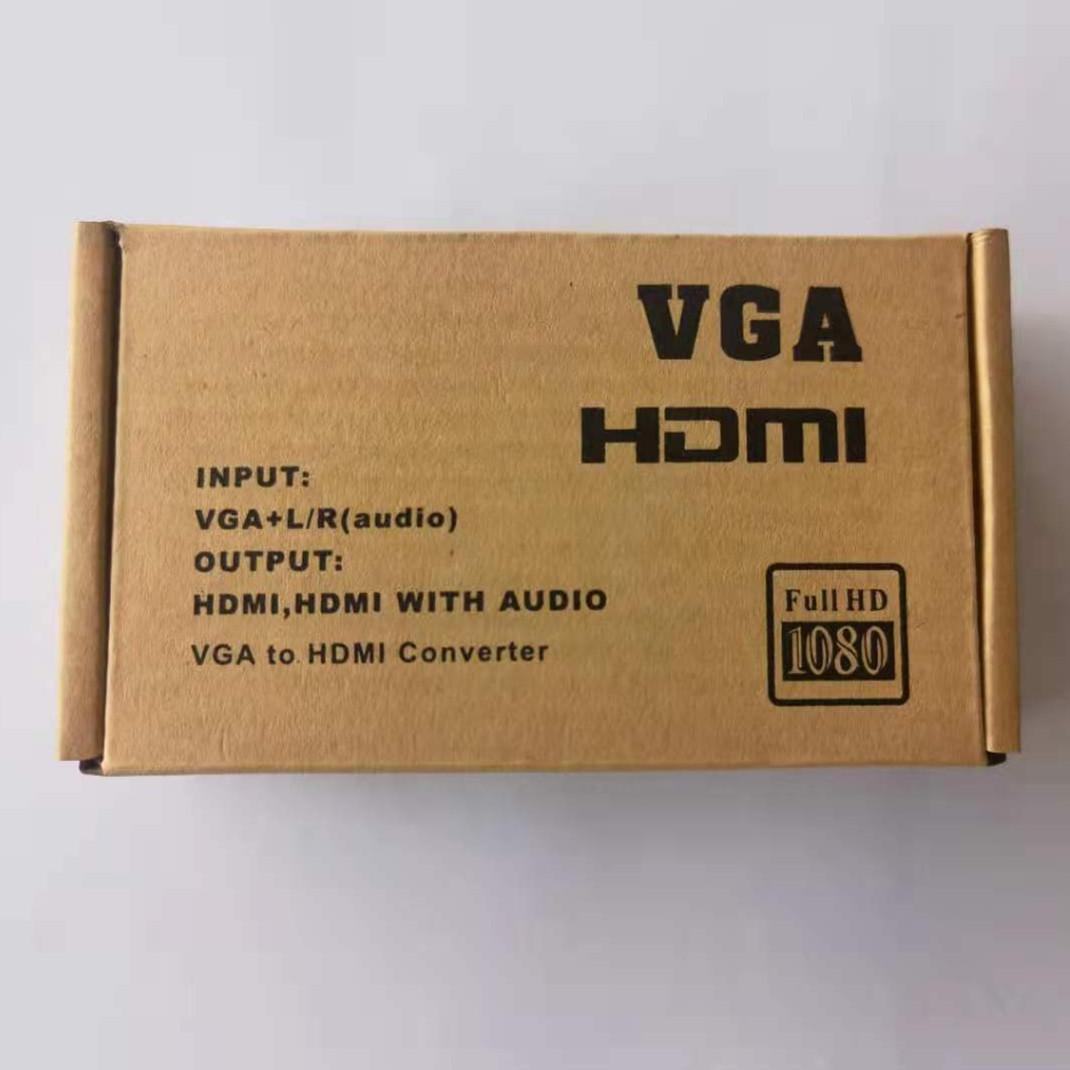 VGA
HDMI
INPUT:
VGA+L/R(audio)
OUTPUT:
HDMI,HDMI WITH AUDIO
VGA to HDMI Converter
Full HD
1080